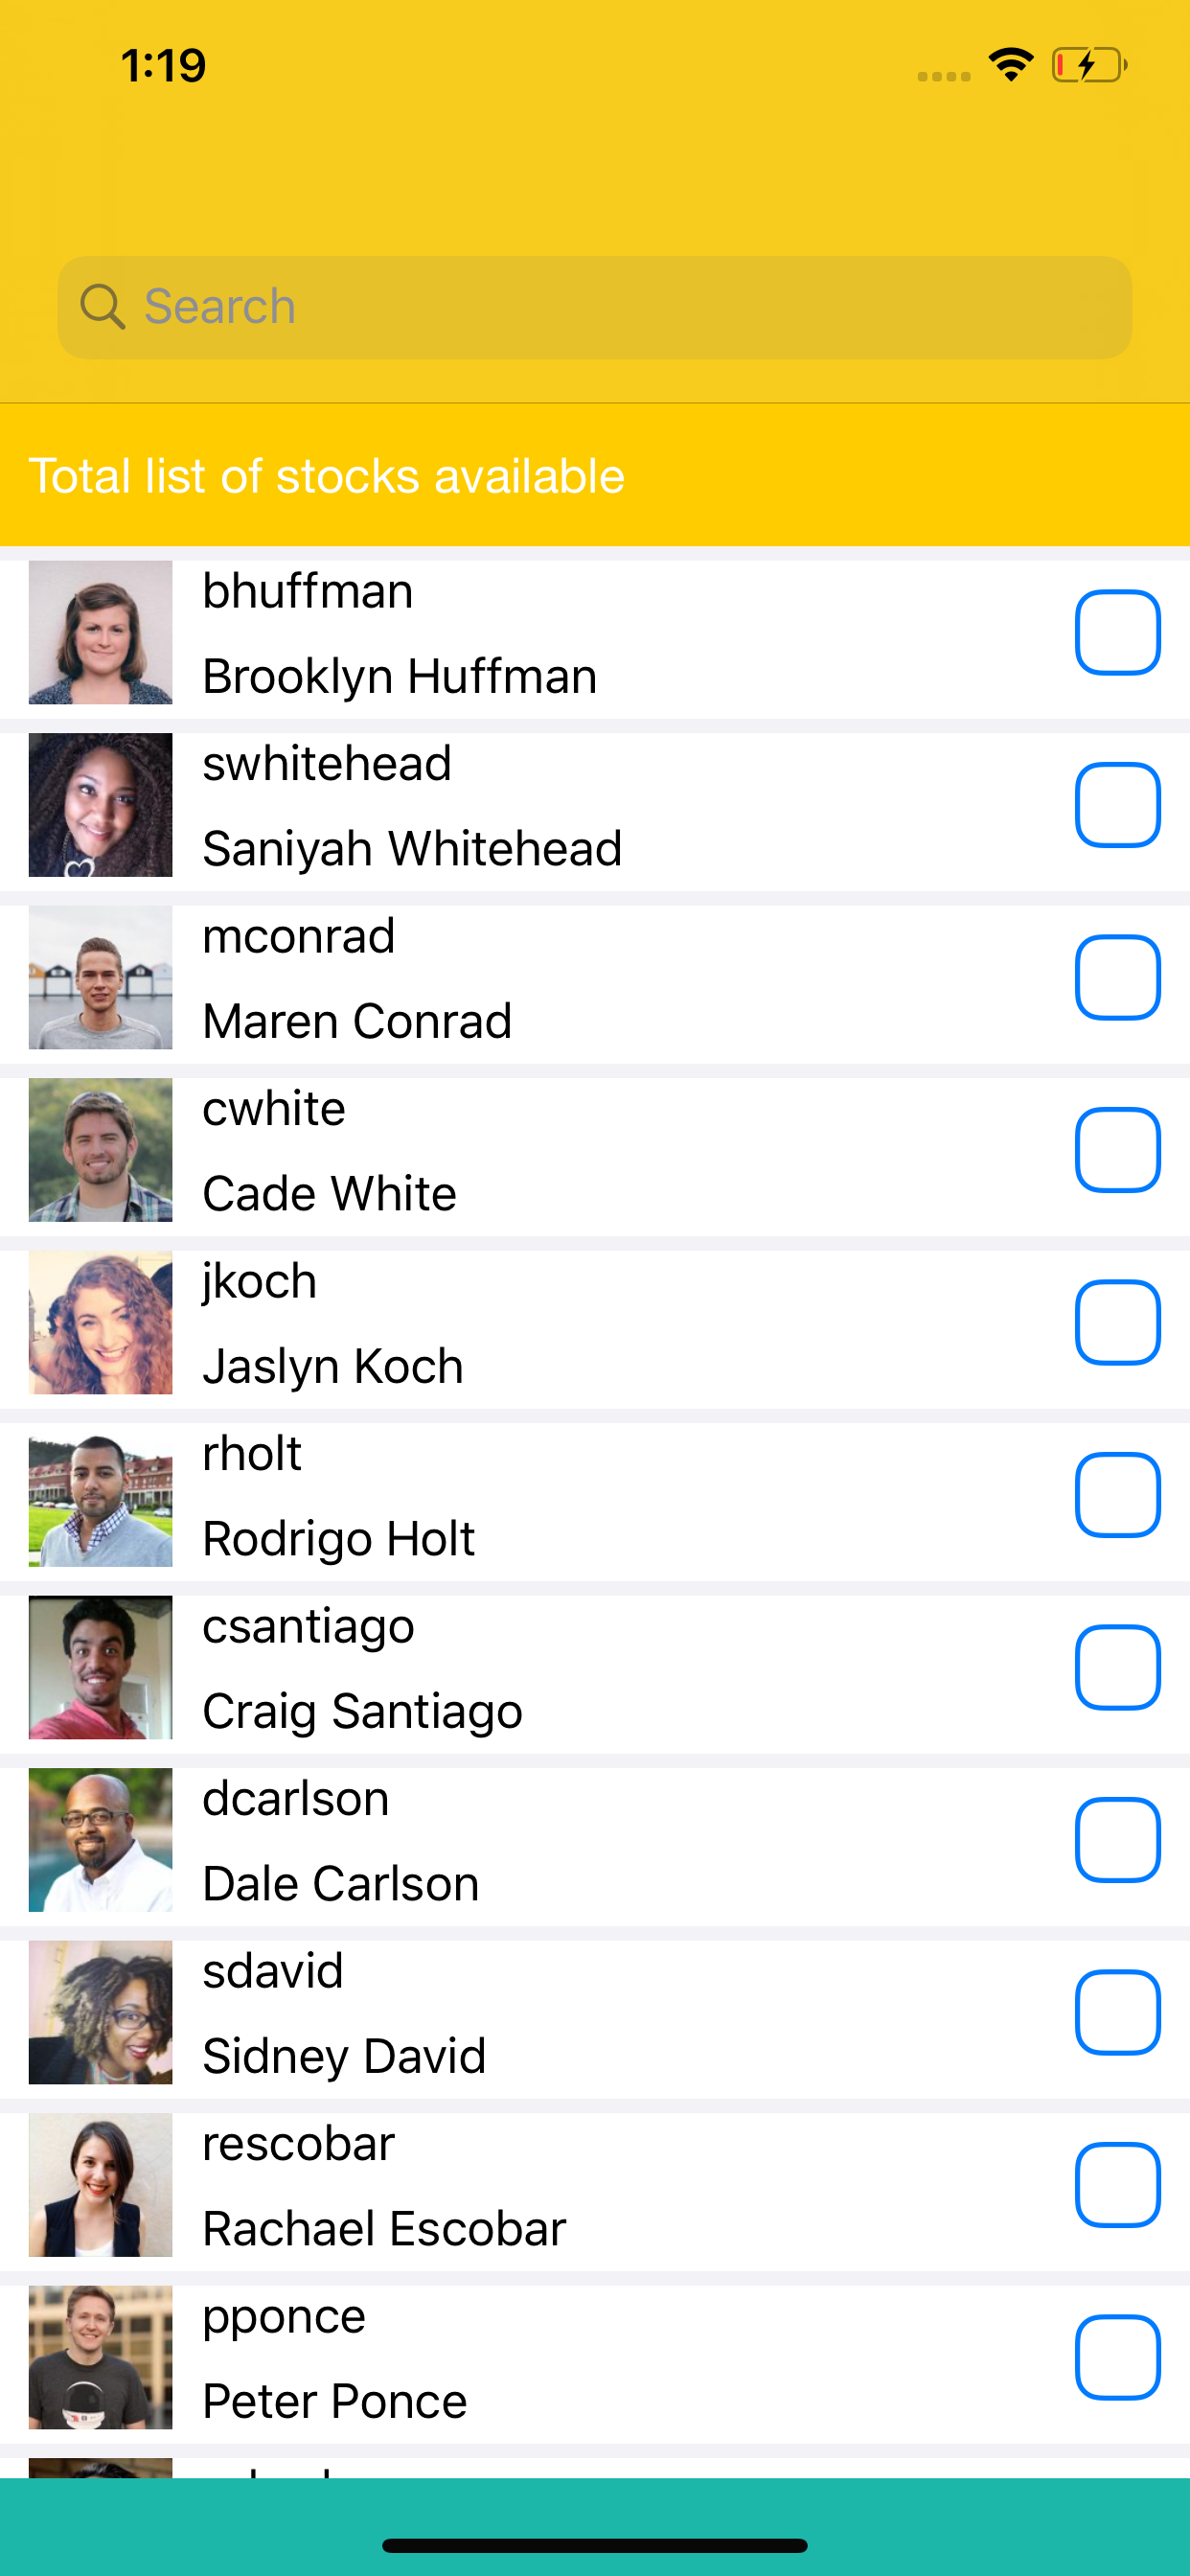 1:19
Search
Total list of stocks available
bhuffman
Brooklyn Huffman
swhitehead
Saniyah Whitehead
mconrad
Maren Conrad
cwhite
Cade White
jkoch
Jaslyn Koch
rholt
Rodrigo Holt
csantiago
Craig Santiago
dcarlson
Dale Carlson
sdavid
Sidney David
rescobar
Rachael Escobar
pponce
Peter Ponce